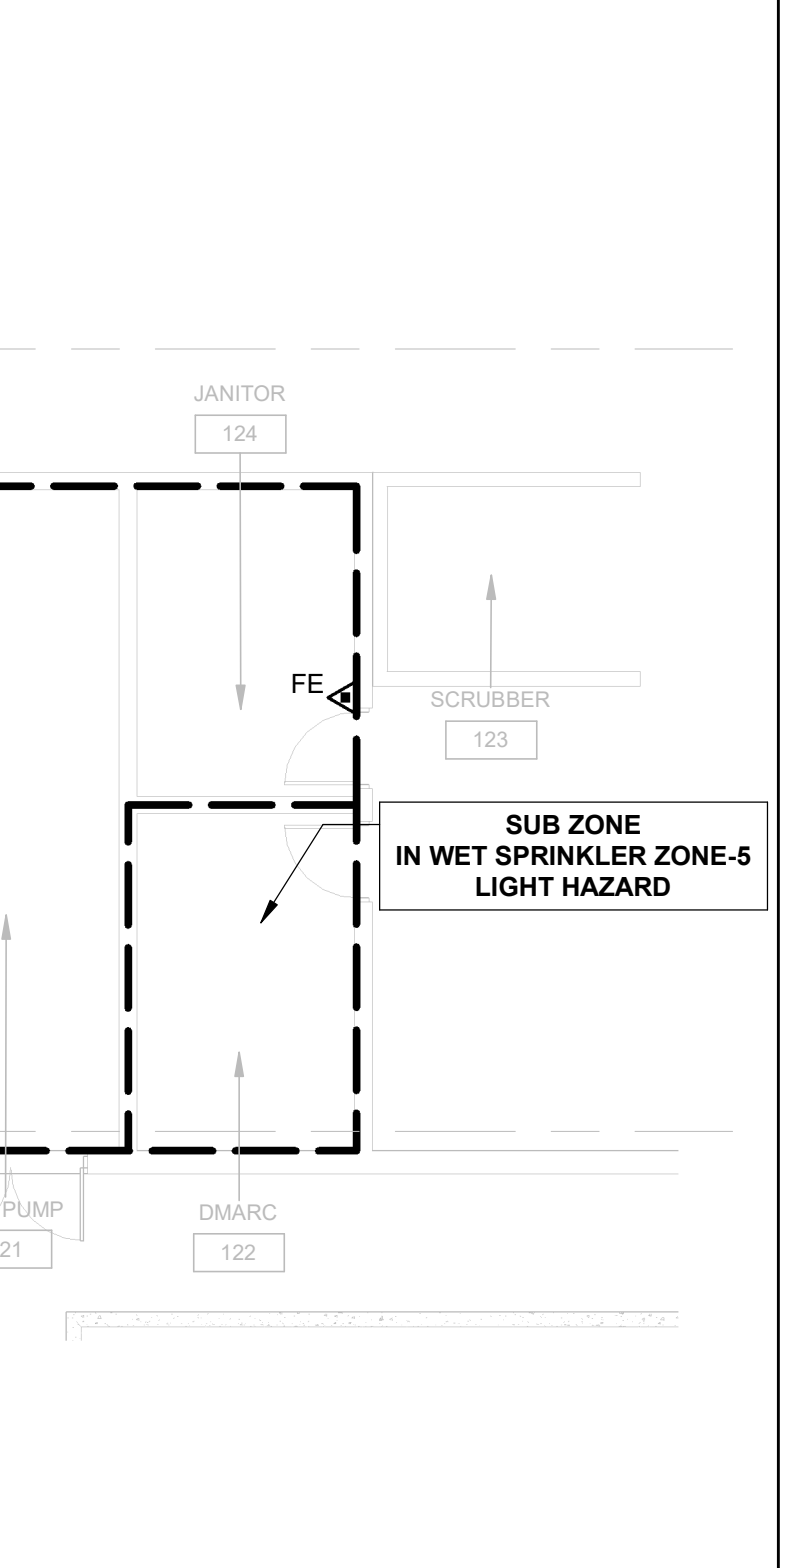 JANITOR
124
FE
SCRUBBER
123
SUB ZONE
IN WET SPRINKLER ZONE-5
LIGHT HAZARD
PUMP
21
DMARC
122